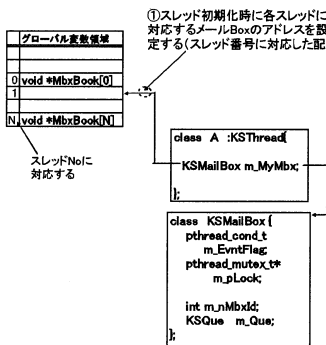 ①スレッド初期化時に各スレッドに
対応するメールBoxのアドレスを設
定する(スレッド番号に対応した配
グローバル変数領域
0 void *MbxBook[0]
1
N void *MbxBook[N]
スレッドNoに
対応する
class A :KSThread{
KSMailBox m_MyMbx;
};
class KSMailBox {
pthread_cond_t
m_EvntFlag;
pthread_mutex_t*
m_pLock;
int m_nMbxId;
KSQue m_Que;
};